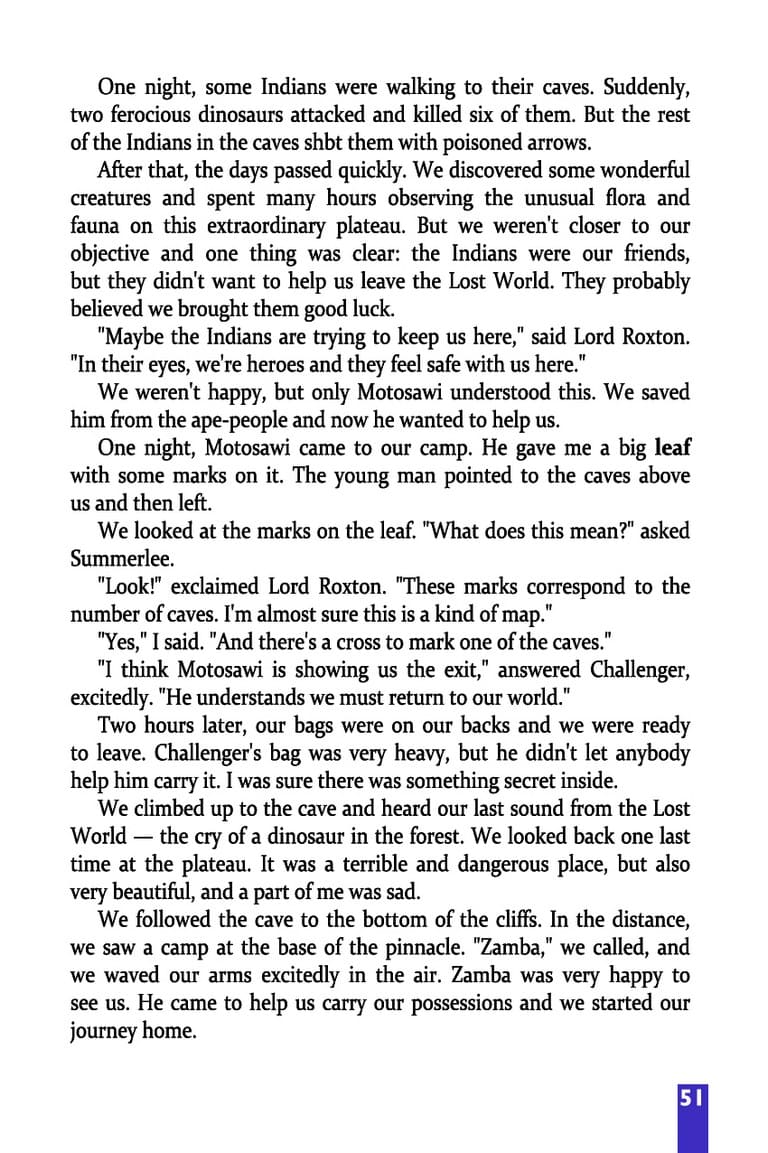 One night, some Indians were walking to their caves. Suddenly,
two ferocious dinosaurs attacked and killed six of them. But the rest
of the Indians in the caves shbt them with poisoned arrows.
After that, the days passed quickly. We discovered some wonderful
creatures and spent many hours observing the unusual flora and
fauna on this extraordinary plateau. But we weren't closer to our
objective and one thing was clear: the Indians were our friends,
but they didn't want to help us leave the Lost World. They probably
believed we brought them good luck.
"Maybe the Indians are trying to keep us here," said Lord Roxton.
"In their eyes, we're heroes and they feel safe with us here."
We weren't happy, but only Motosawi understood this. We saved
him from the ape-people and now he wanted to help us.
One night, Motosawi came to our camp. He gave me a big leaf
with some marks on it. The young man pointed to the caves above
us and then left.
We looked at the marks on the leaf. "What does this mean?" asked
Summerlee.
"Look!" exclaimed Lord Roxton. "These marks correspond to the
number of caves. I'm almost sure this is a kind of map."
"Yes," I said. "And there's a cross to mark one of the caves."
"I think Motosawi is showing us the exit," answered Challenger,
excitedly. "He understands we must return to our world."
Two hours later, our bags were on our backs and we were ready
to leave. Challenger's bag was very heavy, but he didn't let anybody
help him carry it. I was sure there was something secret inside.
We climbed up to the cave and heard our last sound from the Lost
World — the cry of a dinosaur in the forest. We looked back one last
time at the plateau. It was a terrible and dangerous place, but also
very beautiful, and a part of me was sad.
We followed the cave to the bottom of the cliffs. In the distance,
we saw a camp at the base of the pinnacle. "Zamba," we called, and
we waved our arms excitedly in the air. Zamba was very happy to
see us. He came to help us carry our possessions and we started our
journey home.
51